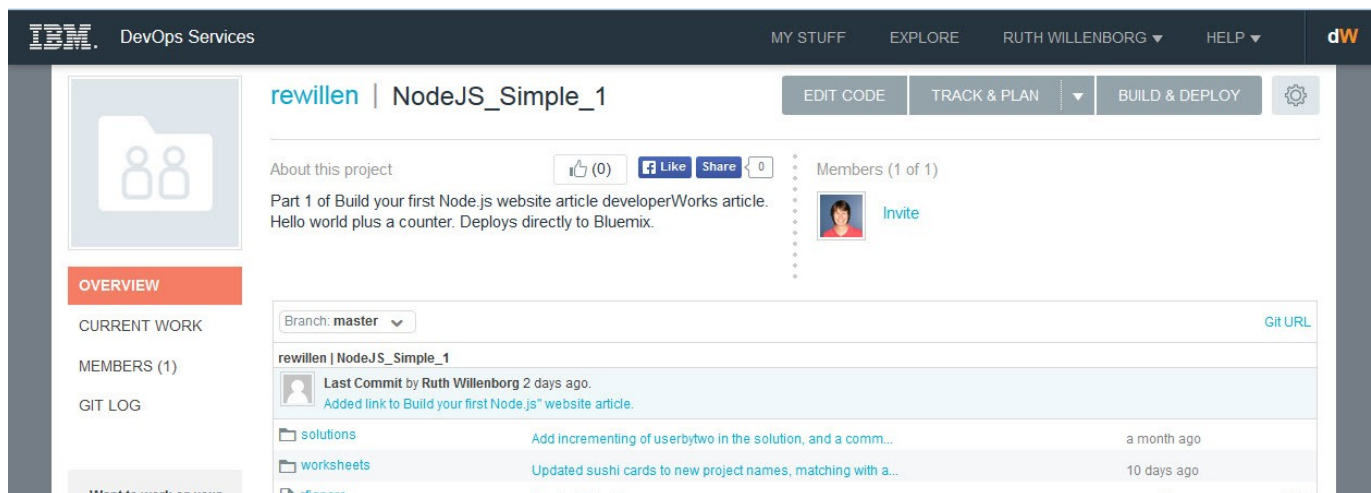 IBM. DevOps Services MY STUFF EXPLORE RUTH WILLENBORG HELP dW
rewillen | NodeJS_Simple_1 EDIT CODE TRACK & PLAN BUILD & DEPLOY
About this project (0) Like Share 0 Members (1 of 1)
Part 1 of Build your first Node.js website article developerWorks article.
Hello world plus a counter. Deploys directly to Bluemix.
Invite
OVERVIEW
CURRENT WORK
MEMBERS (1)
GIT LOG
Branch: master Git URL
rewillen | NodeJS_Simple_1
Last Commit by Ruth Willenborg 2 days ago.
Added link to Build your first Node.js" website article.
solutions Add incrementing of userbytwo in the solution, and a comm... a month ago
worksheets Updated sushi cards to new project names, matching with a... 10 days ago